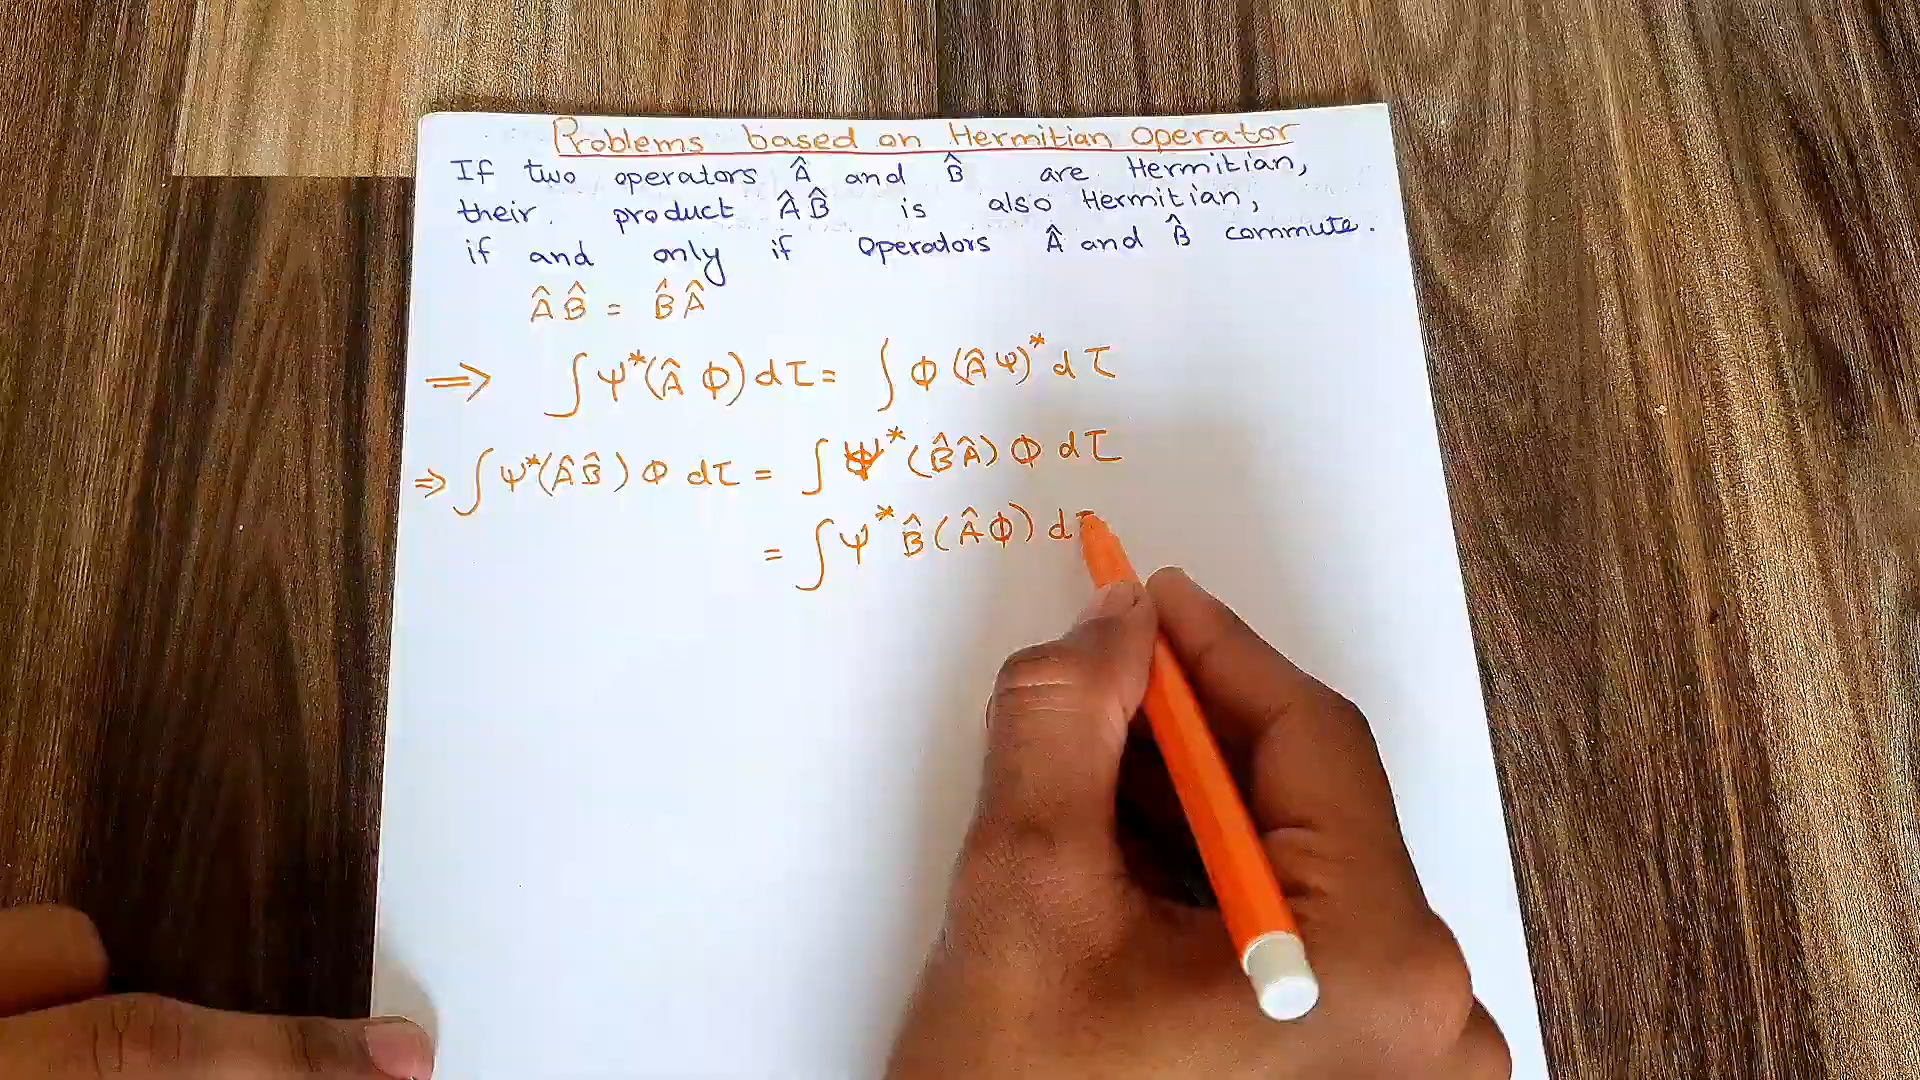 Problems based on Hermitian Operator
If two operators Â and B̂ are Hermitian,
their. product ÂB̂ is also Hermitian,
if and only if Operators Â and B̂ commute.
ÂB̂ = B̂Â
⇒ ∫ψ*(Âϕ)dτ = ∫ϕ(Âψ)*dτ
⇒ ∫ψ*(ÂB̂)ϕ dτ = ∫ψ*(B̂Â)ϕ dτ
= ∫ψ*B̂(Âϕ)dτ